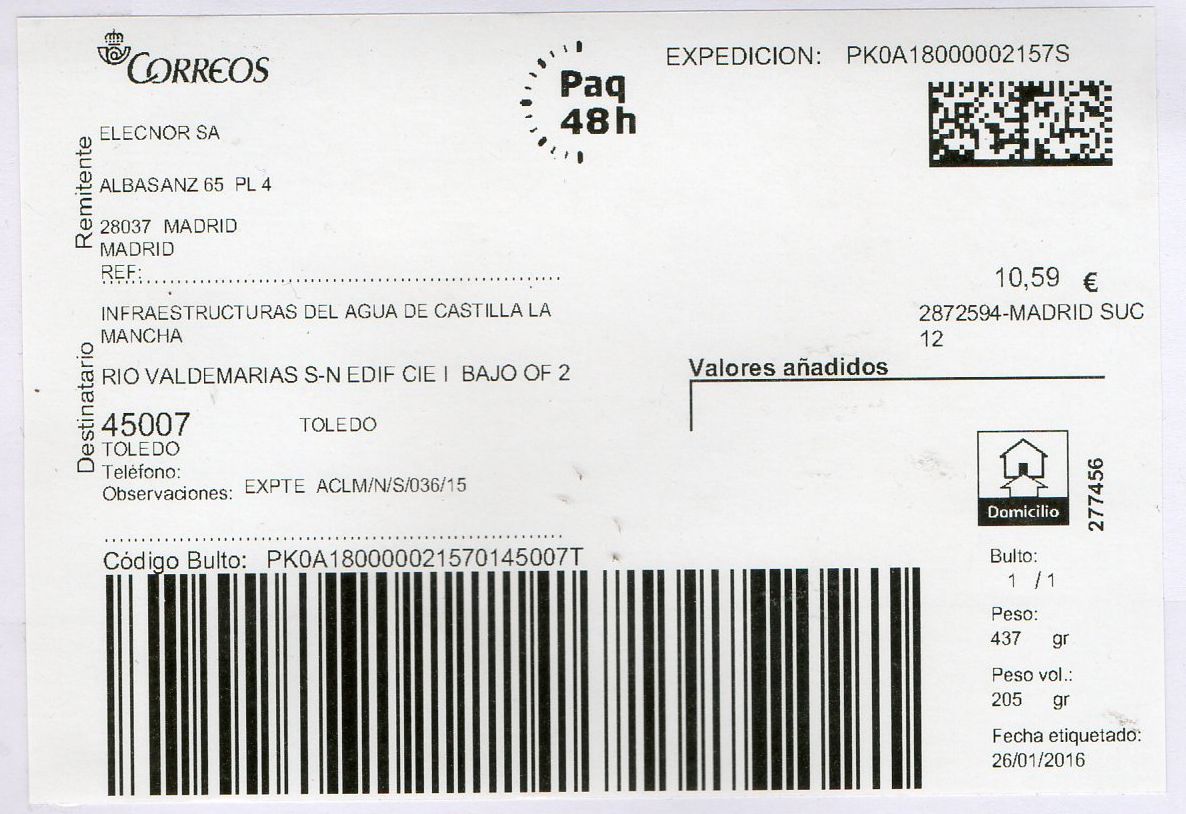 CORREOS
Paq
48h
EXPEDICION: PK0A18000002157S
Remitente
ELECNOR SA
ALBASANZ 65 PL 4
28037 MADRID
MADRID
REF:
10,59 €
2872594-MADRID SUC
12
Destinatario
INFRAESTRUCTURAS DEL AGUA DE CASTILLA LA
MANCHA
RIO VALDEMARIAS S-N EDIF CIE I BAJO OF 2
45007 TOLEDO
TOLEDO
Teléfono:
Observaciones: EXPTE ACLM/N/S/036/15
Valores añadidos
Domicilio
277456
Código Bulto: PK0A180000021570145007T
Bulto:
1 / 1
Peso:
437 gr
Peso vol.:
205 gr
Fecha etiquetado:
26/01/2016